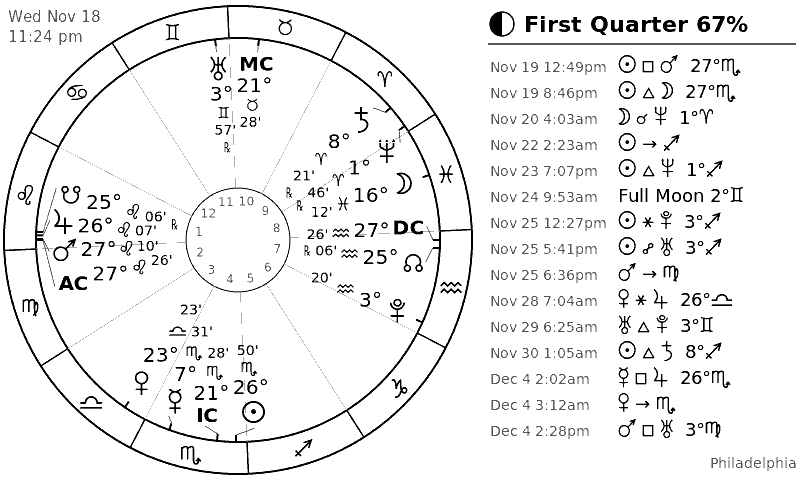 Wed Nov 18
11:24 pm
♊
♉
♋
♈
♌
♓
♍
♒
♎
♑
♏
♐
♅ MC
3° 21°
♊ ♉
57' 28'
℞
♄
8°
♈
21'
℞
♆
1°
♈
46'
℞
☽
16°
♓
12'
DC
27° ♒ 26'
☊
25° ♒ 06' ℞
♇
3° ♒ 20'
☋ 25° ♌ 06' ℞
♃ 26° ♌ 07'
♂ 27° ♌ 10'
AC 27° ♌ 26'
12 11 10 9
1 8
2 7
3 4 5 6
23'
♎
23°
♀
31'
♏
7°
☿
28'
♏
21°
IC
50'
♏
26°
☉
🌓 First Quarter 67%
Nov 19 12:49pm ☉ □ ♂ 27°♏
Nov 19 8:46pm ☉ △ ☽ 27°♏
Nov 20 4:03am ☽ ☌ ♆ 1°♈
Nov 22 2:23am ☉ → ♐
Nov 23 7:07pm ☉ △ ♆ 1°♐
Nov 24 9:53am Full Moon 2°♊
Nov 25 12:27pm ☉ ⚹ ♇ 3°♐
Nov 25 5:41pm ☉ ☍ ♅ 3°♐
Nov 25 6:36pm ♂ → ♍
Nov 28 7:04am ♀ ⚹ ♃ 26°♎
Nov 29 6:25am ♅ △ ♇ 3°♊
Nov 30 1:05am ☉ △ ♄ 8°♐
Dec 4 2:02am ☿ □ ♃ 26°♏
Dec 4 3:12am ♀ → ♏
Dec 4 2:28pm ♂ □ ♅ 3°♍
Philadelphia